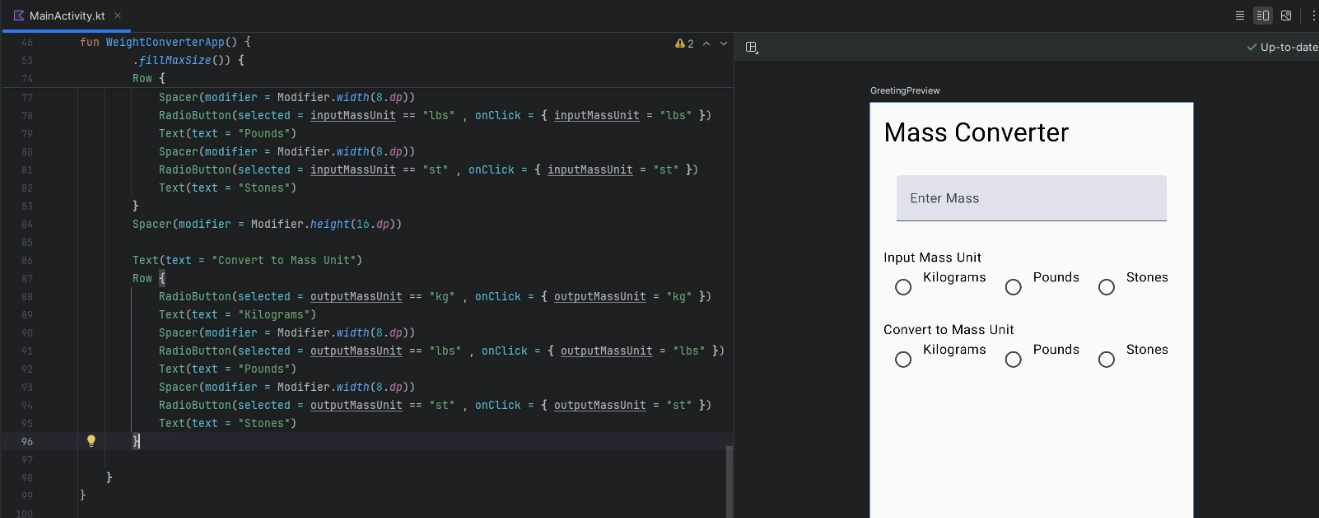 MainActivity.kt
46 fun WeightConverterApp() {
2
53 .fillMaxSize()) {
74 Row {
77 Spacer(modifier = Modifier.width(8.dp))
78 RadioButton(selected = inputMassUnit == "lbs" , onClick = { inputMassUnit = "lbs" })
79 Text(text = "Pounds")
80 Spacer(modifier = Modifier.width(8.dp))
81 RadioButton(selected = inputMassUnit == "st" , onClick = { inputMassUnit = "st" })
82 Text(text = "Stones")
83 }
84 Spacer(modifier = Modifier.height(16.dp))
85
86 Text(text = "Convert to Mass Unit")
87 Row {
88 RadioButton(selected = outputMassUnit == "kg" , onClick = { outputMassUnit = "kg" })
89 Text(text = "Kilograms")
90 Spacer(modifier = Modifier.width(8.dp))
91 RadioButton(selected = outputMassUnit == "lbs" , onClick = { outputMassUnit = "lbs" })
92 Text(text = "Pounds")
93 Spacer(modifier = Modifier.width(8.dp))
94 RadioButton(selected = outputMassUnit == "st" , onClick = { outputMassUnit = "st" })
95 Text(text = "Stones")
96 }
97
98 }
99 }
100
Up-to-date
GreetingPreview
Mass Converter
Enter Mass
Input Mass Unit
Kilograms Pounds Stones
Convert to Mass Unit
Kilograms Pounds Stones